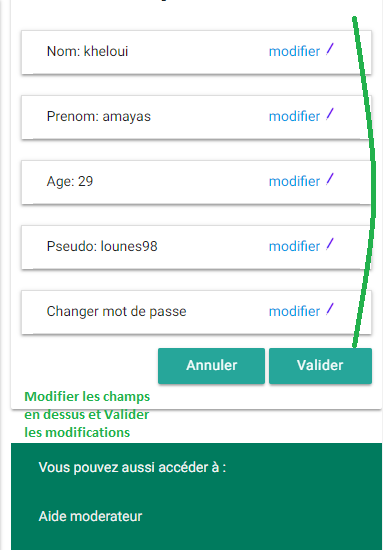 Nom: kheloui modifier
Prenom: amayas modifier
Age: 29 modifier
Pseudo: lounes98 modifier
Changer mot de passe modifier
Annuler Valider
Modifier les champs
en dessus et Valider
les modifications
Vous pouvez aussi accéder à :
Aide moderateur